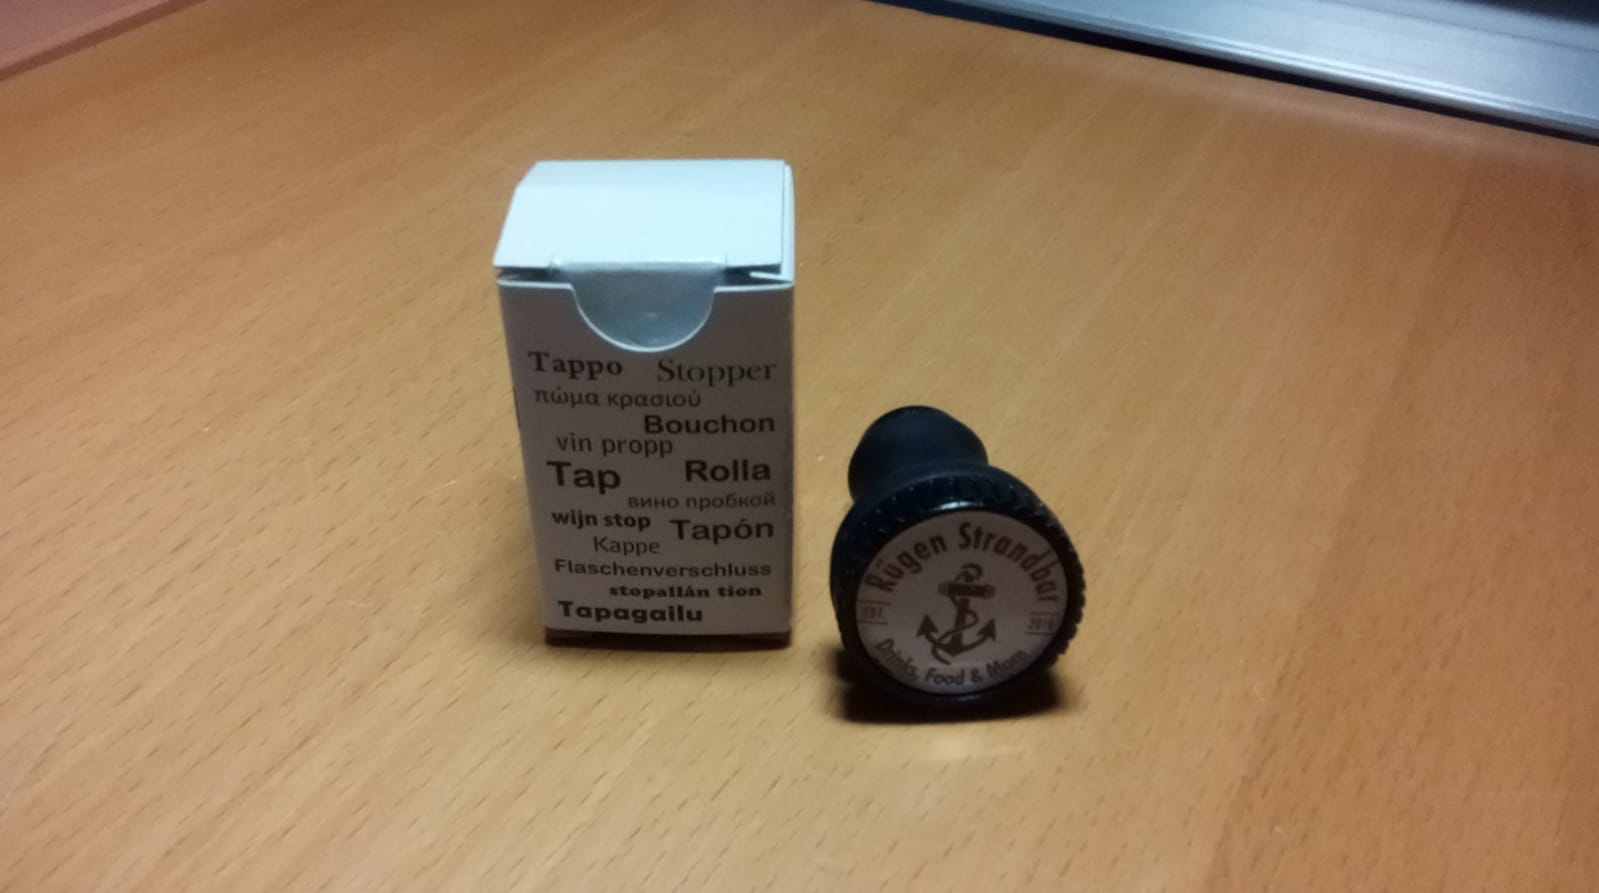 Tappo Stopper
πώμα κρασιού
Bouchon
vin propp
Tap Rolla
вино пробкой
wijn stop Tapón
Kappe
Flaschenverschluss
stopallán tion
Tapagailu
Rügen Strandbar
EST. 2016
Drinks, Food & More